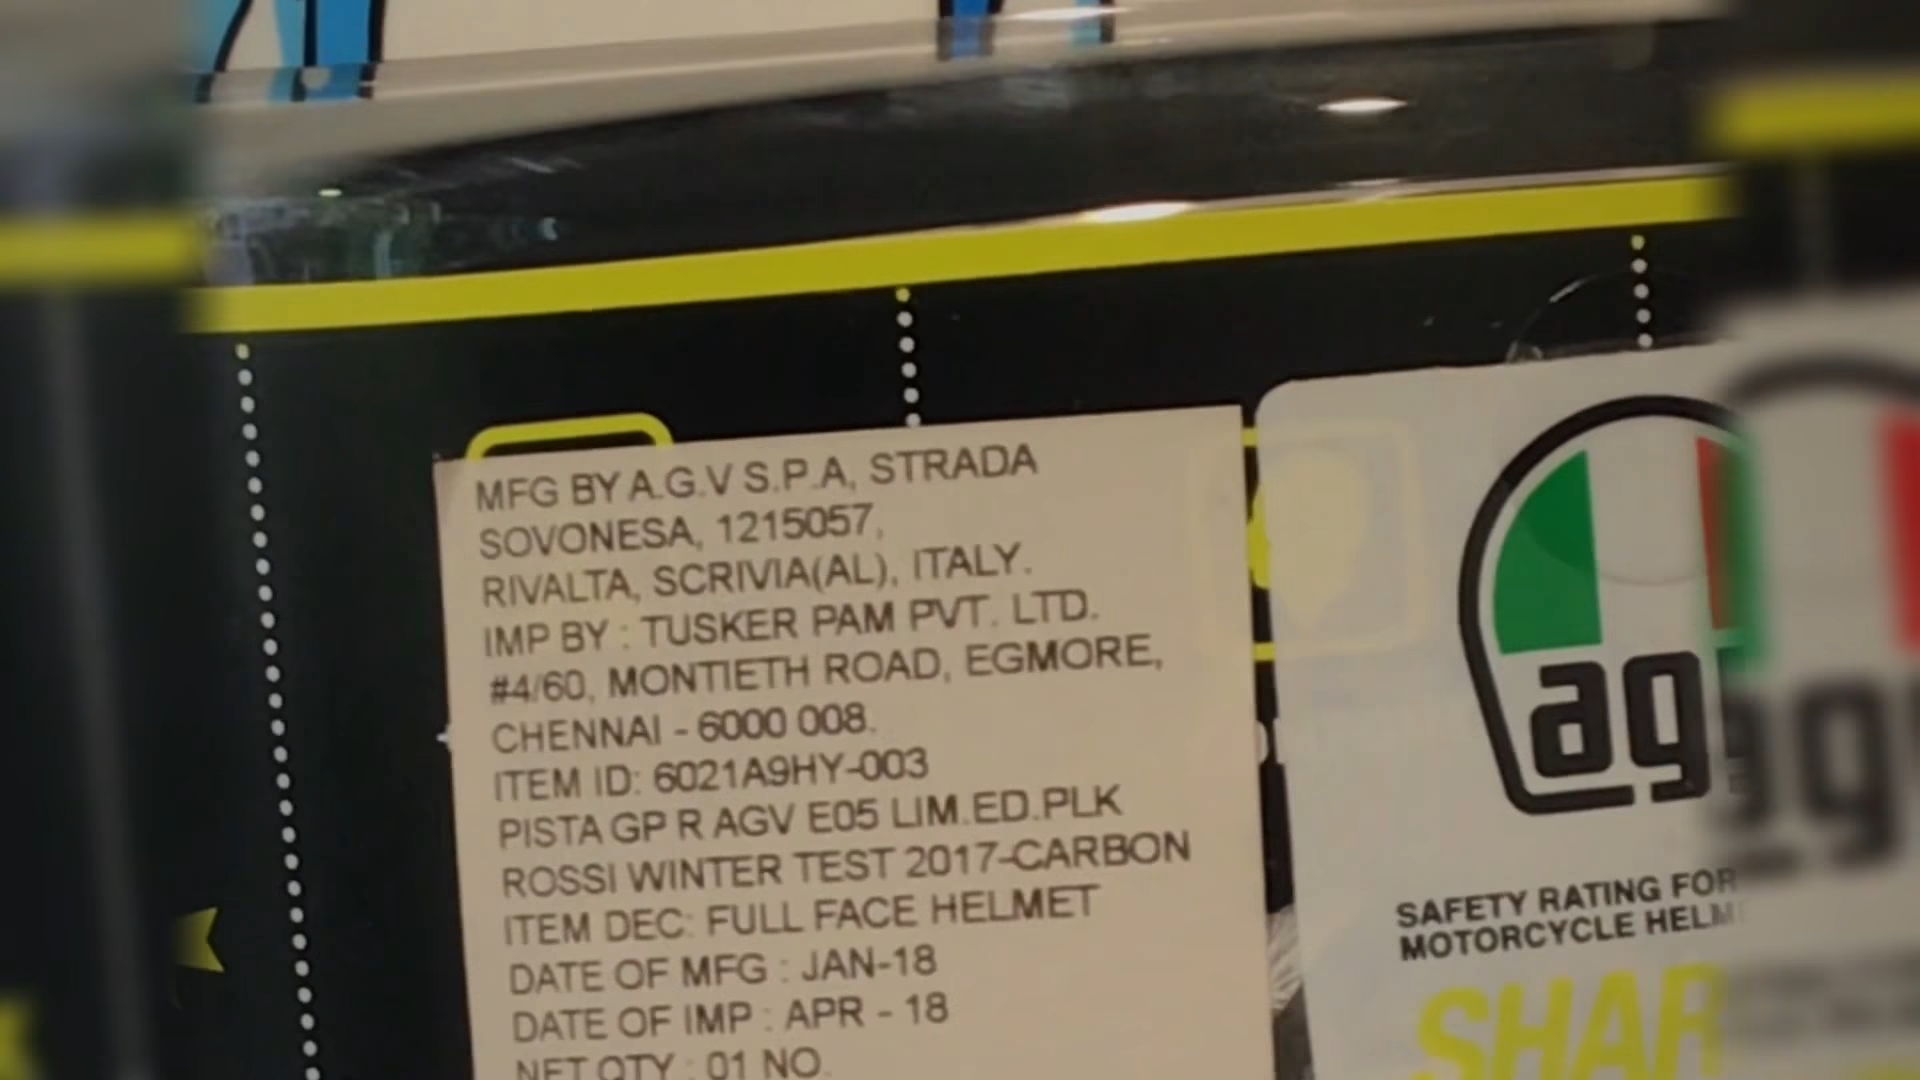 MFG BY A.G.V S.P.A, STRADA
SOVONESA, 1215057,
RIVALTA, SCRIVIA(AL), ITALY.
IMP BY : TUSKER PAM PVT. LTD.
#4/60, MONTIETH ROAD, EGMORE,
CHENNAI - 6000 008.
ITEM ID: 6021A9HY-003
PISTA GP R AGV E05 LIM.ED.PLK
ROSSI WINTER TEST 2017-CARBON
ITEM DEC: FULL FACE HELMET
DATE OF MFG : JAN-18
DATE OF IMP : APR - 18
NET QTY : 01 NO.
ag
SAFETY RATING FOR
MOTORCYCLE HELM
SHAR